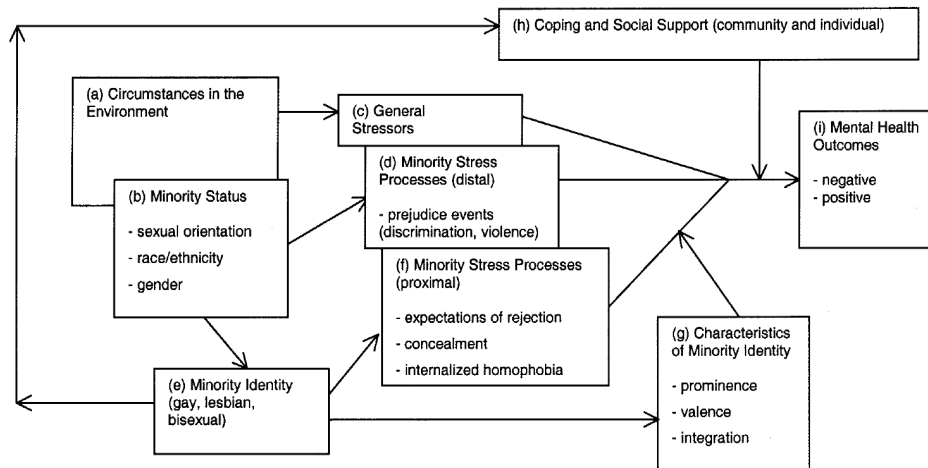 (h) Coping and Social Support (community and individual)
(a) Circumstances in the
Environment
(c) General
Stressors
(i) Mental Health
Outcomes
- negative
- positive
(d) Minority Stress
Processes (distal)
- prejudice events
(discrimination, violence)
(b) Minority Status
- sexual orientation
- race/ethnicity
- gender
(f) Minority Stress Processes
(proximal)
- expectations of rejection
- concealment
- internalized homophobia
(g) Characteristics
of Minority Identity
- prominence
- valence
- integration
(e) Minority Identity
(gay, lesbian,
bisexual)